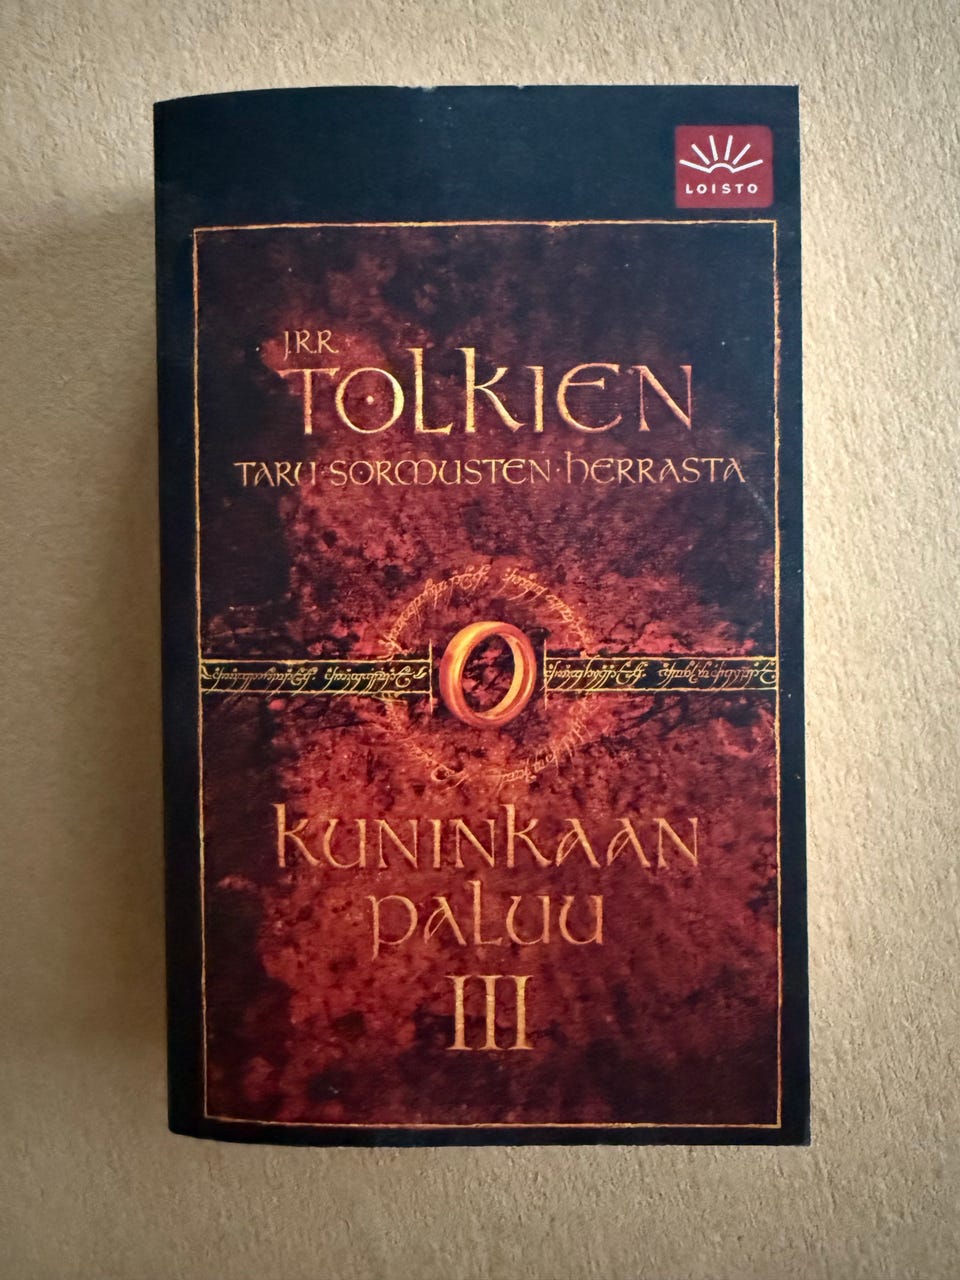 LOISTO
J.R.R.
TOLKIEN
TARU · SORMUSTEN · HERRASTA
KUNINKAAN
PALUU
III